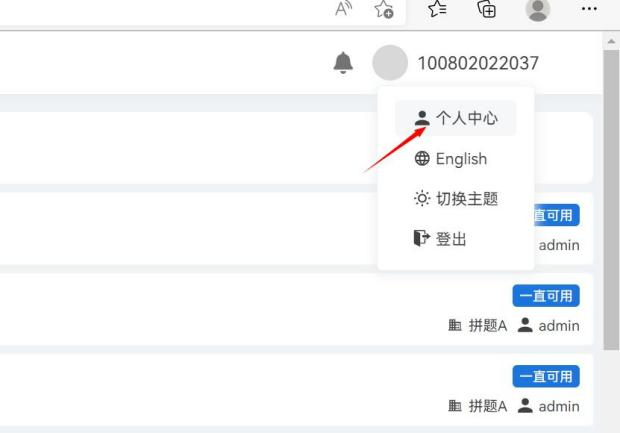 100802022037
个人中心
English
切换主题
直可用
登出
admin
一直可用
拼题A admin
一直可用
拼题A admin